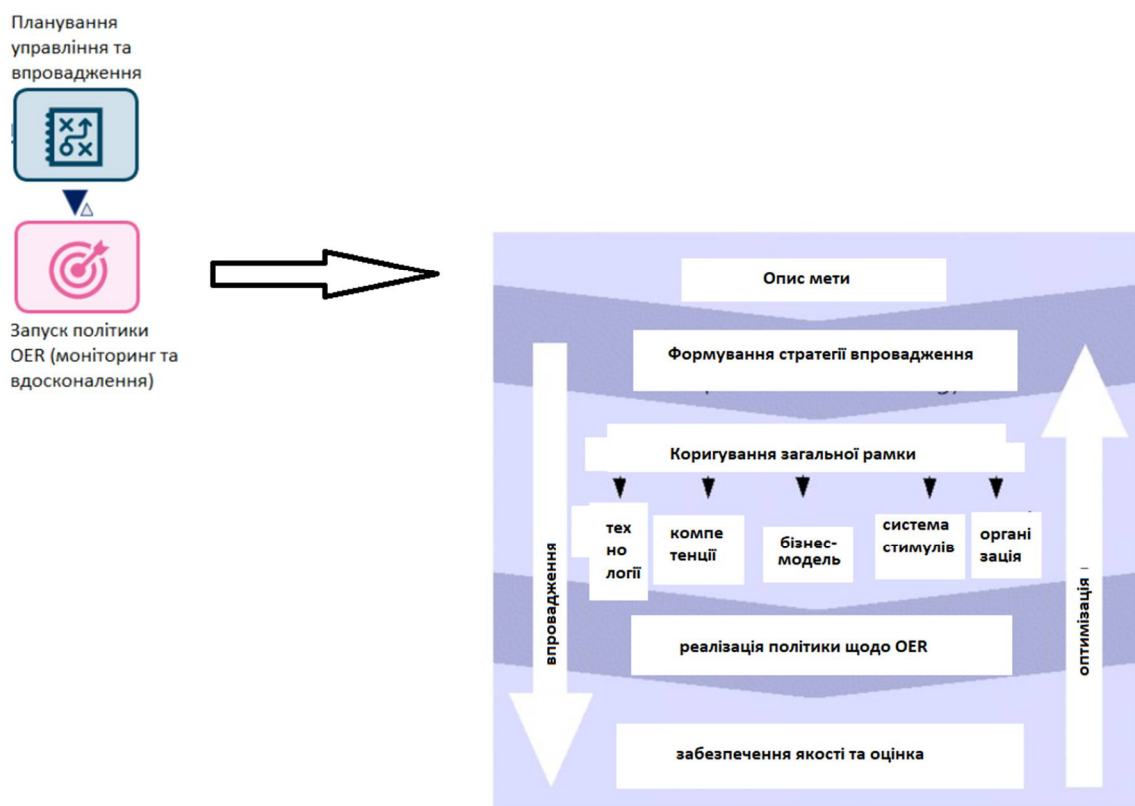 Планування
управління та
впровадження
Запуск політики
OER (моніторинг та
вдосконалення)
Опис мети
Формування стратегії впровадження
Коригування загальної рамки
тех
но
логії
компе
тенції
бізнес-
модель
система
стимулів
органі
зація
впровадження
оптимізація
реалізація політики щодо OER
забезпечення якості та оцінка